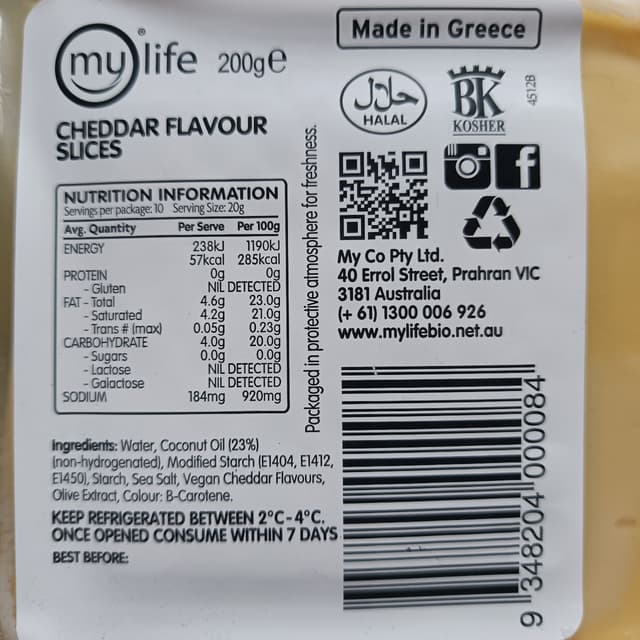 my life® 200g e
CHEDDAR FLAVOUR
SLICES
NUTRITION INFORMATION
Servings per package: 10 Serving Size: 20g
Avg. Quantity Per Serve Per 100g
ENERGY 238kJ 1190kJ
57kcal 285kcal
PROTEIN 0g 0g
- Gluten NIL DETECTED
FAT - Total 4.6g 23.0g
- Saturated 4.2g 21.0g
- Trans # (max) 0.05g 0.23g
CARBOHYDRATE 4.0g 20.0g
- Sugars 0.0g 0.0g
- Lactose NIL DETECTED
- Galactose NIL DETECTED
SODIUM 184mg 920mg
Ingredients: Water, Coconut Oil (23%)
(non-hydrogenated), Modified Starch (E1404, E1412,
E1450), Starch, Sea Salt, Vegan Cheddar Flavours,
Olive Extract, Colour: B-Carotene.
KEEP REFRIGERATED BETWEEN 2°C-4°C.
ONCE OPENED CONSUME WITHIN 7 DAYS
BEST BEFORE:
Packaged in protective atmosphere for freshness.
Made in Greece
حلال
HALAL
BK
KOSHER
4512B
f
My Co Pty Ltd.
40 Errol Street, Prahran VIC
3181 Australia
(+ 61) 1300 006 926
www.mylifebio.net.au
9 348204 000084